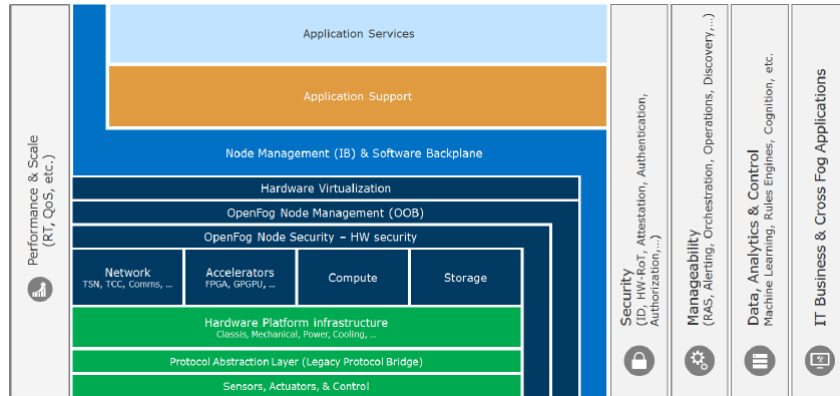 Performance & Scale
(RT, QoS, etc.)
Application Services
Application Support
Node Management (IB) & Software Backplane
Hardware Virtualization
OpenFog Node Management (OOB)
OpenFog Node Security – HW security
Network
TSN, TCC, Comms, ...
Accelerators
FPGA, GPGPU, ...
Compute
Storage
Hardware Platform infrastructure
Classis, Mechanical, Power, Cooling, ...
Protocol Abstraction Layer (Legacy Protocol Bridge)
Sensors, Actuators, & Control
Security
(ID, HW-RoT, Attestation, Authentication,
Authorization,...)
Manageability
(RAS, Alerting, Orchestration, Operations, Discovery,...)
Data, Analytics & Control
Machine Learning, Rules Engines, Cognition, etc.
IT Business & Cross Fog Applications